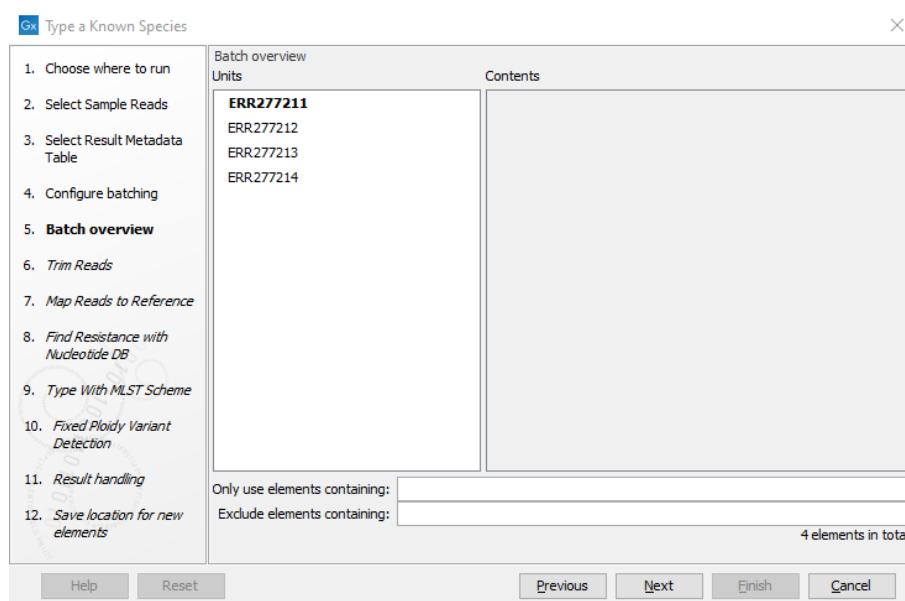 Gx Type a Known Species
1. Choose where to run
2. Select Sample Reads
3. Select Result Metadata
Table
4. Configure batching
5. Batch overview
6. Trim Reads
7. Map Reads to Reference
8. Find Resistance with
Nucleotide DB
9. Type With MLST Scheme
10. Fixed Ploidy Variant
Detection
11. Result handling
12. Save location for new
elements
Batch overview
Units
Contents
ERR277211
ERR277212
ERR277213
ERR277214
Only use elements containing:
Exclude elements containing:
4 elements in tota
Help
Reset
Previous
Next
Finish
Cancel